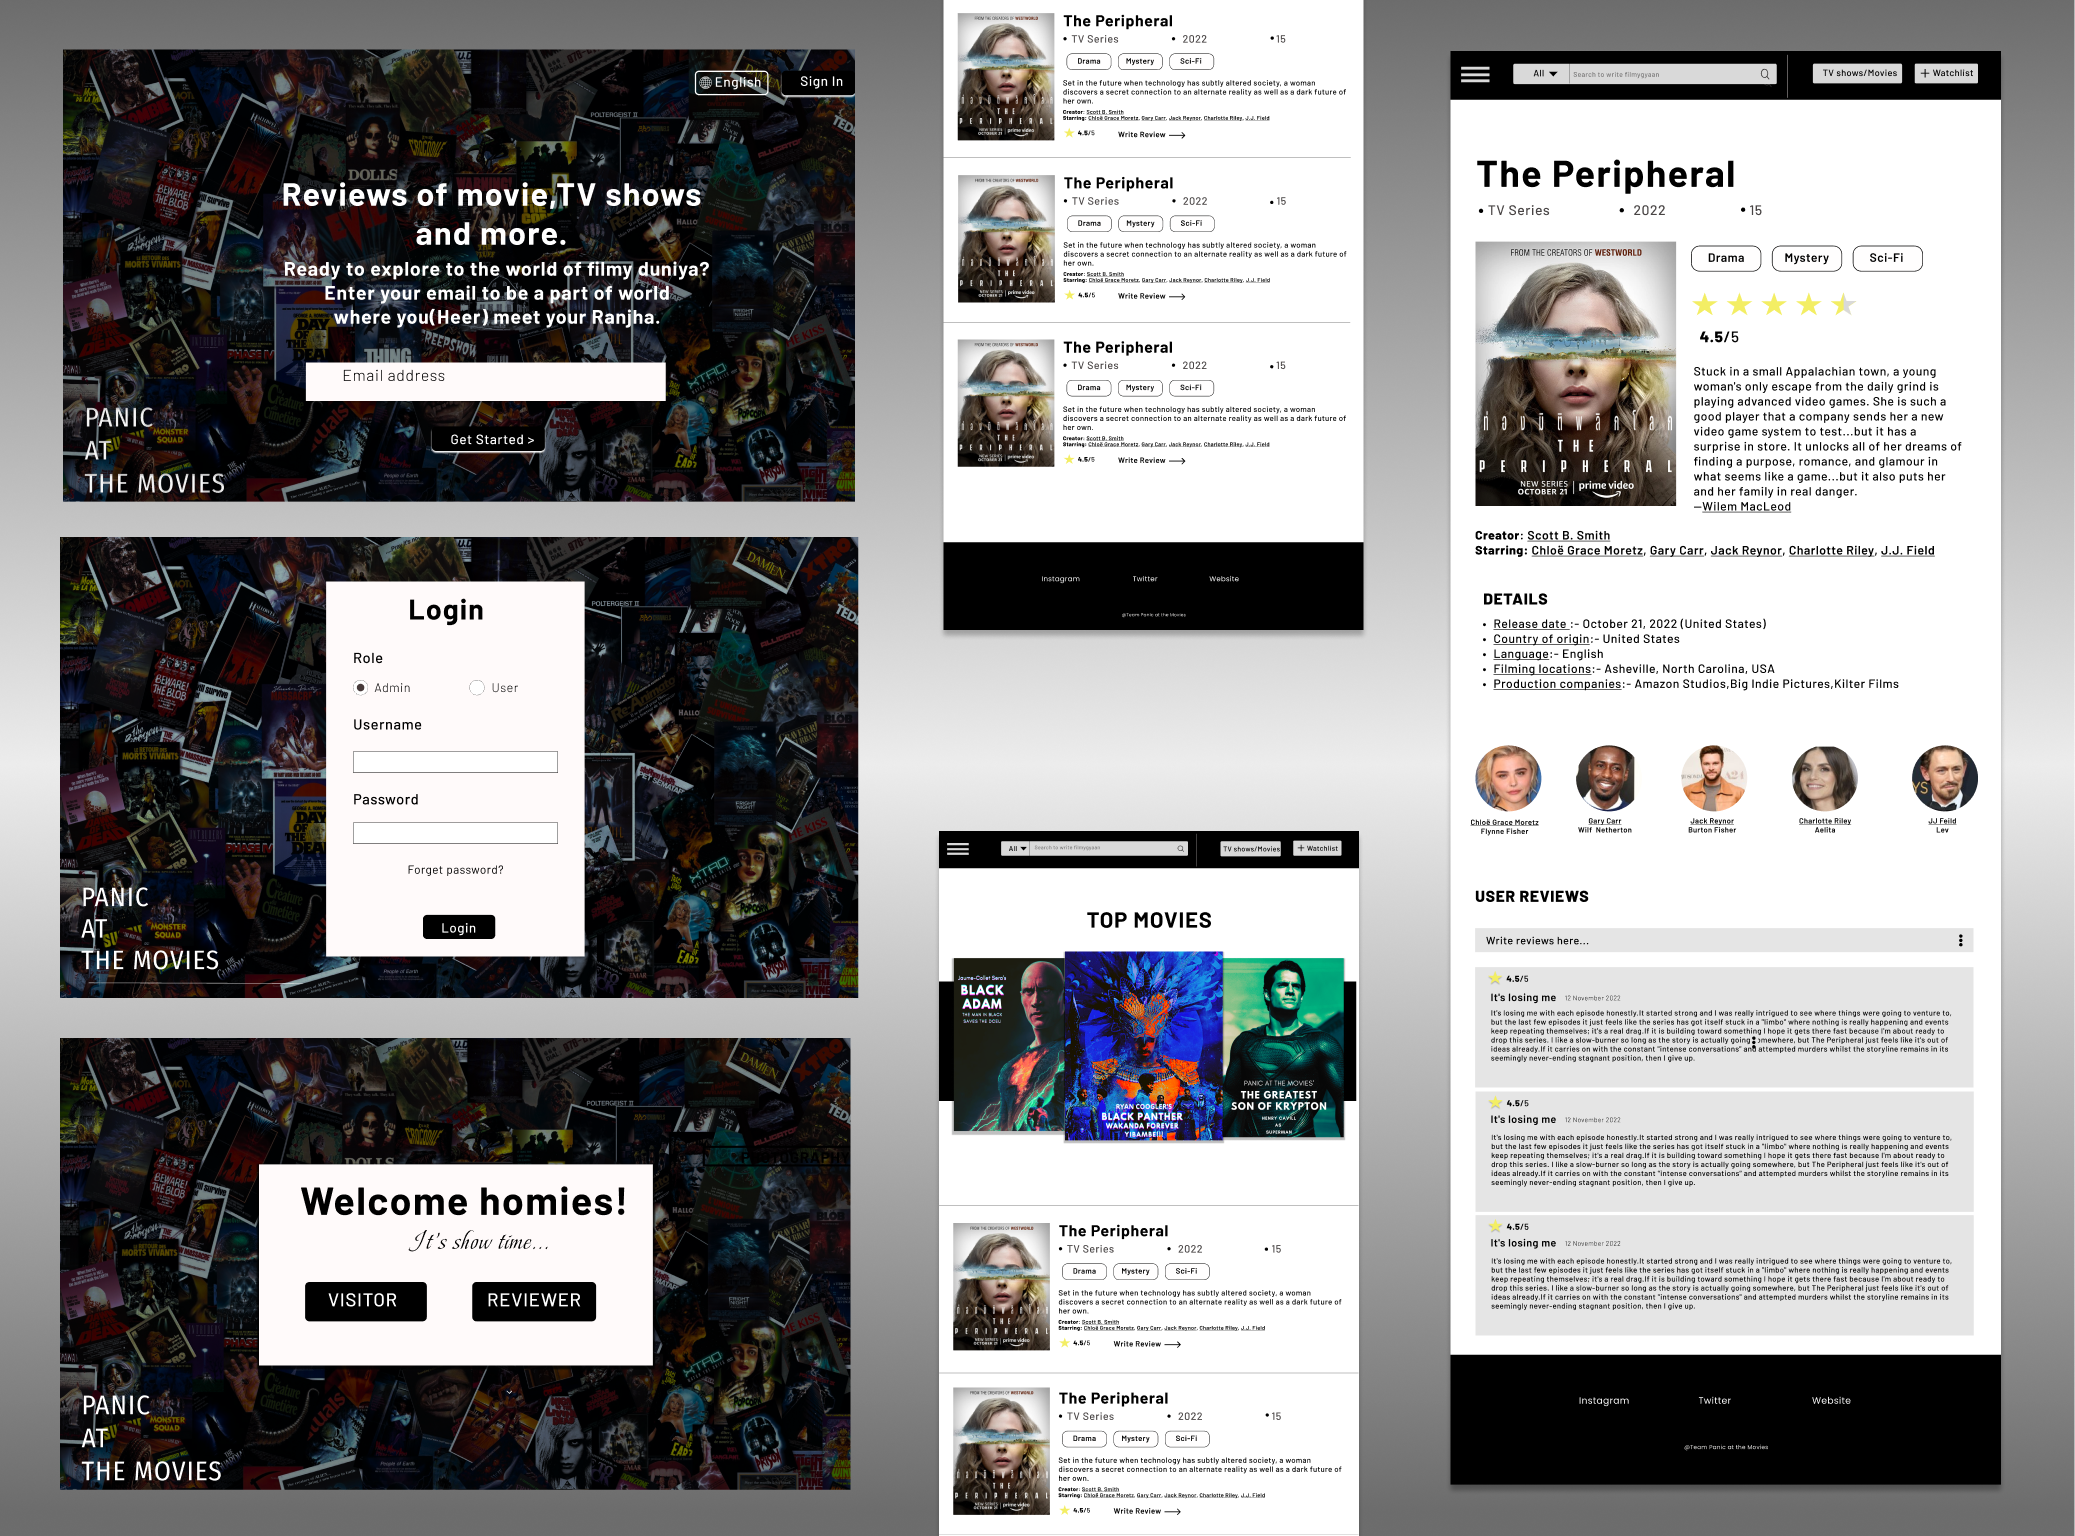 English
Sign In
Reviews of movie,TV shows
and more.
Ready to explore to the world of filmy duniya?
Enter your email to be a part of world
where you(Heer) meet your Ranjha.
Email address
Get Started >
PANIC
AT
THE MOVIES
Login
Role
Admin
User
Username
Password
Forget password?
Login
PANIC
AT
THE MOVIES
Welcome homies!
It's show time...
VISITOR
REVIEWER
PANIC
AT
THE MOVIES
The Peripheral
• TV Series
• 2022
• 15
Drama
Mystery
Sci-Fi
Set in the future when technology has subtly altered society, a woman
discovers a secret connection to an alternate reality as well as a dark future of
her own.
Creator: Scott B. Smith
Starring: Chloë Grace Moretz, Gary Carr, Jack Reynor, Charlotte Riley, J.J. Field
4.5/5
Write Review
The Peripheral
• TV Series
• 2022
• 15
Drama
Mystery
Sci-Fi
Set in the future when technology has subtly altered society, a woman
discovers a secret connection to an alternate reality as well as a dark future of
her own.
Creator: Scott B. Smith
Starring: Chloë Grace Moretz, Gary Carr, Jack Reynor, Charlotte Riley, J.J. Field
4.5/5
Write Review
The Peripheral
• TV Series
• 2022
• 15
Drama
Mystery
Sci-Fi
Set in the future when technology has subtly altered society, a woman
discovers a secret connection to an alternate reality as well as a dark future of
her own.
Creator: Scott B. Smith
Starring: Chloë Grace Moretz, Gary Carr, Jack Reynor, Charlotte Riley, J.J. Field
4.5/5
Write Review
Instagram
Twitter
Website
@Team Panic at the Movies
All
Search to write filmygyaan
TV shows/Movies
+ Watchlist
TOP MOVIES
Jaume-Collet Sera's
BLACK
ADAM
THE MAN IN BLACK
SAVES THE DCEU
RYAN COOGLER'S
BLACK PANTHER
WAKANDA FOREVER
YIBAMBE!!!
PANIC AT THE MOVIES'
THE GREATEST
SON OF KRYPTON
HENRY CAVILL
AS
SUPERMAN
The Peripheral
• TV Series
• 2022
• 15
Drama
Mystery
Sci-Fi
Set in the future when technology has subtly altered society, a woman
discovers a secret connection to an alternate reality as well as a dark future of
her own.
Creator: Scott B. Smith
Starring: Chloë Grace Moretz, Gary Carr, Jack Reynor, Charlotte Riley, J.J. Field
4.5/5
Write Review
The Peripheral
• TV Series
• 2022
• 15
Drama
Mystery
Sci-Fi
Set in the future when technology has subtly altered society, a woman
discovers a secret connection to an alternate reality as well as a dark future of
her own.
Creator: Scott B. Smith
Starring: Chloë Grace Moretz, Gary Carr, Jack Reynor, Charlotte Riley, J.J. Field
4.5/5
Write Review
All
Search to write filmygyaan
TV shows/Movies
+ Watchlist
The Peripheral
• TV Series
• 2022
• 15
FROM THE CREATORS OF WESTWORLD
THE
PERIPHERAL
NEW SERIES
OCTOBER 21
prime video
Drama
Mystery
Sci-Fi
4.5/5
Stuck in a small Appalachian town, a young
woman's only escape from the daily grind is
playing advanced video games. She is such a
good player that a company sends her a new
video game system to test...but it has a
surprise in store. It unlocks all of her dreams of
finding a purpose, romance, and glamour in
what seems like a game...but it also puts her
and her family in real danger.
—Wilem MacLeod
Creator: Scott B. Smith
Starring: Chloë Grace Moretz, Gary Carr, Jack Reynor, Charlotte Riley, J.J. Field
DETAILS
• Release date :- October 21, 2022 (United States)
• Country of origin:- United States
• Language:- English
• Filming locations:- Asheville, North Carolina, USA
• Production companies:- Amazon Studios,Big Indie Pictures,Kilter Films
Chloë Grace Moretz
Flynne Fisher
Gary Carr
Wilf Netherton
Jack Reynor
Burton Fisher
Charlotte Riley
Aelita
JJ Feild
Lev
USER REVIEWS
Write reviews here...
4.5/5
It's losing me 12 November 2022
It's losing me with each episode honestly.It started strong and I was really intrigued to see where things were going to venture to,
but the last few episodes it just feels like the series has got itself stuck in a "limbo" where nothing is really happening and events
keep repeating themselves; it's a real drag.If it is building toward something I hope it gets there fast because I'm about ready to
drop this series. I like a slow-burner so long as the story is actually going somewhere, but The Peripheral just feels like it's out of
ideas already.If it carries on with the constant "intense conversations" and attempted murders whilst the storyline remains in its
seemingly never-ending stagnant position, then I give up.
4.5/5
It's losing me 12 November 2022
It's losing me with each episode honestly.It started strong and I was really intrigued to see where things were going to venture to,
but the last few episodes it just feels like the series has got itself stuck in a "limbo" where nothing is really happening and events
keep repeating themselves; it's a real drag.If it is building toward something I hope it gets there fast because I'm about ready to
drop this series. I like a slow-burner so long as the story is actually going somewhere, but The Peripheral just feels like it's out of
ideas already.If it carries on with the constant "intense conversations" and attempted murders whilst the storyline remains in its
seemingly never-ending stagnant position, then I give up.
4.5/5
It's losing me 12 November 2022
It's losing me with each episode honestly.It started strong and I was really intrigued to see where things were going to venture to,
but the last few episodes it just feels like the series has got itself stuck in a "limbo" where nothing is really happening and events
keep repeating themselves; it's a real drag.If it is building toward something I hope it gets there fast because I'm about ready to
drop this series. I like a slow-burner so long as the story is actually going somewhere, but The Peripheral just feels like it's out of
ideas already.If it carries on with the constant "intense conversations" and attempted murders whilst the storyline remains in its
seemingly never-ending stagnant position, then I give up.
Instagram
Twitter
Website
@Team Panic at the Movies